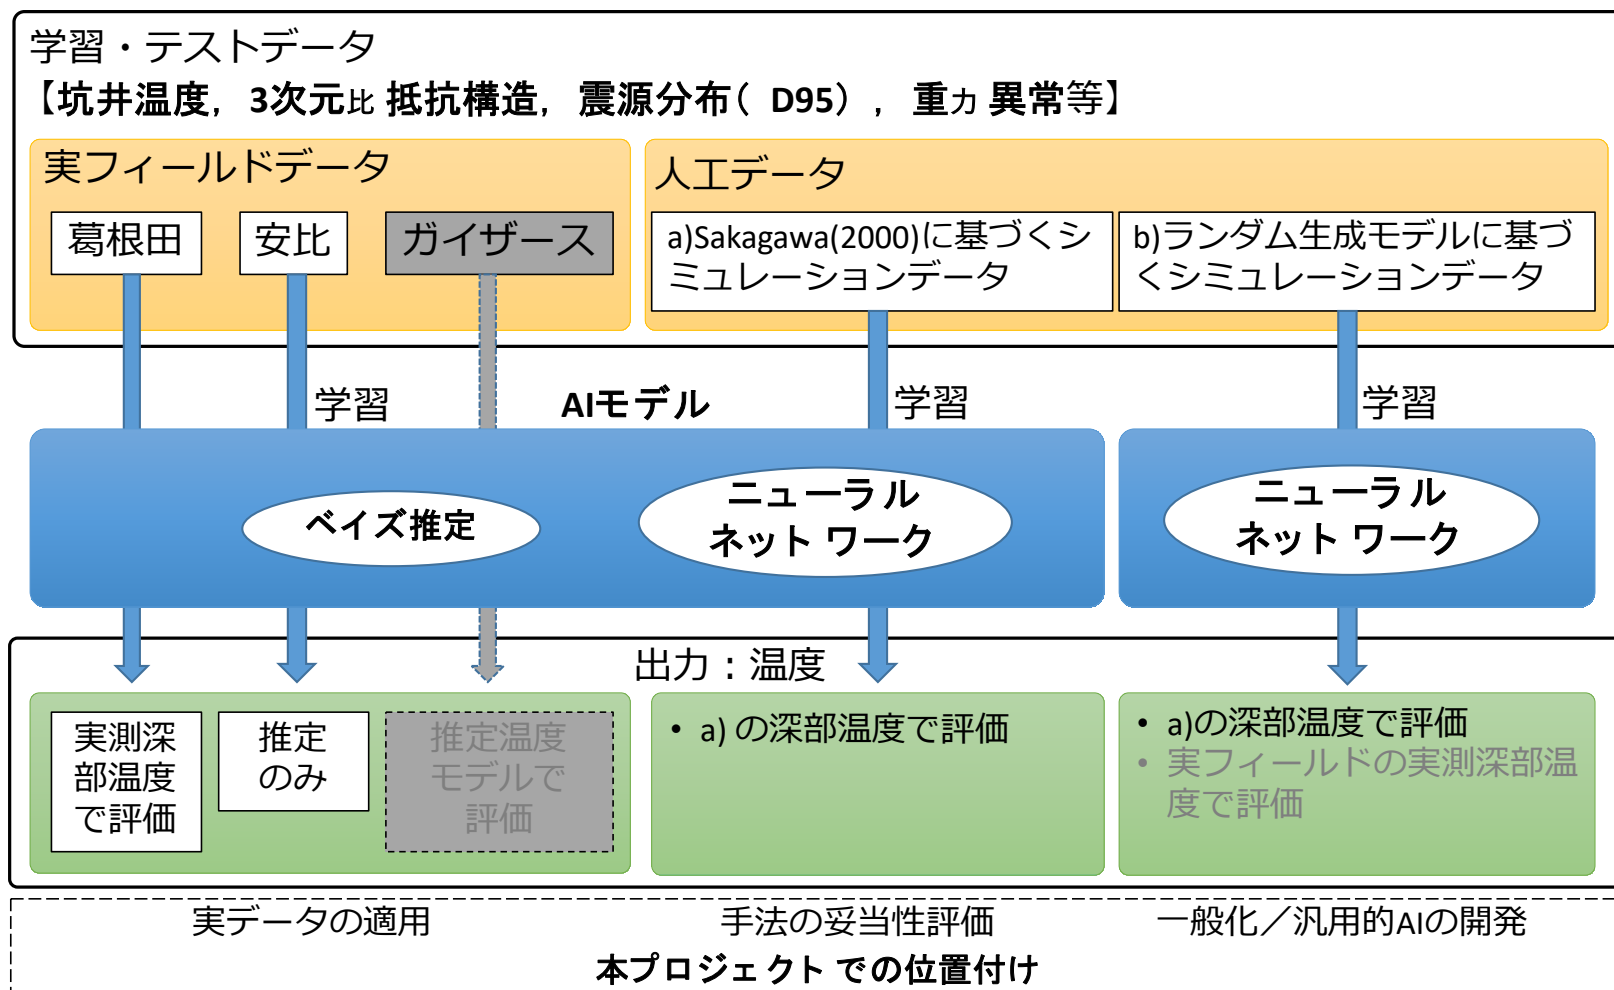 学習・テストデータ
【坑井温度，3次元比抵抗構造，震源分布（D95），重力異常等】
実フィールドデータ
人工データ
葛根田
安比
ガイザース
a)Sakagawa(2000)に基づくシ
ミュレーションデータ
b)ランダム生成モデルに基づ
くシミュレーションデータ
学習
AIモデル
学習
学習
ベイズ推定
ニューラル
ネットワーク
ニューラル
ネットワーク
出力：温度
実測深
部温度
で評価
推定
のみ
推定温度
モデルで
評価
• a) の深部温度で評価
• a)の深部温度で評価
• 実フィールドの実測深部温
度で評価
実データの適用
手法の妥当性評価
一般化／汎用的AIの開発
本プロジェクトでの位置付け